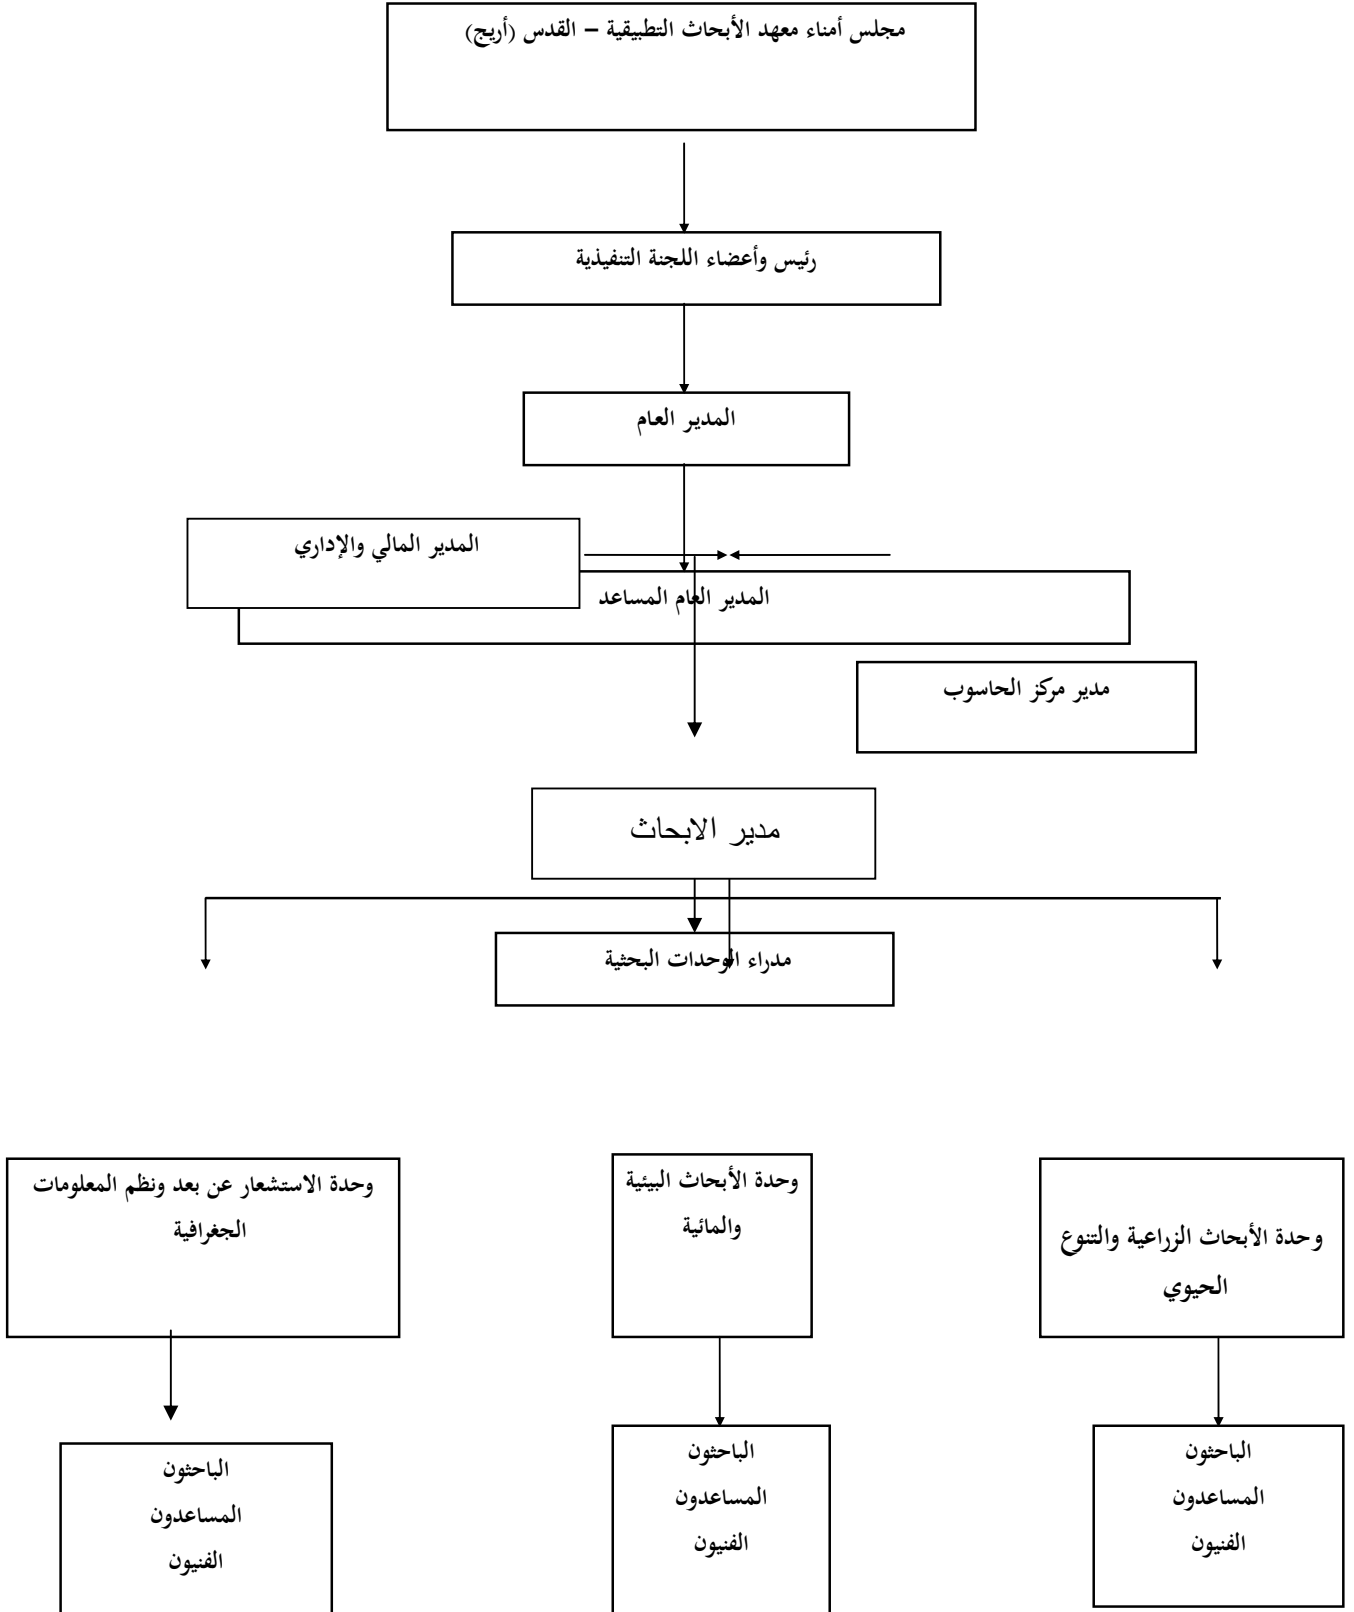 مجلس أمناء معهد الأبحاث التطبيقية – القدس (أريج)
رئيس وأعضاء اللجنة التنفيذية
المدير العام
المدير المالي والإداري
المدير العام المساعد
مدير مركز الحاسوب
مدير الابحاث
مدراء الوحدات البحثية
وحدة الأبحاث الزراعية والتنوع
الحيوي
وحدة الأبحاث البيئية
والمائية
وحدة الاستشعار عن بعد ونظم المعلومات
الجغرافية
الباحثون
المساعدون
الفنيون
الباحثون
المساعدون
الفنيون
الباحثون
المساعدون
الفنيون